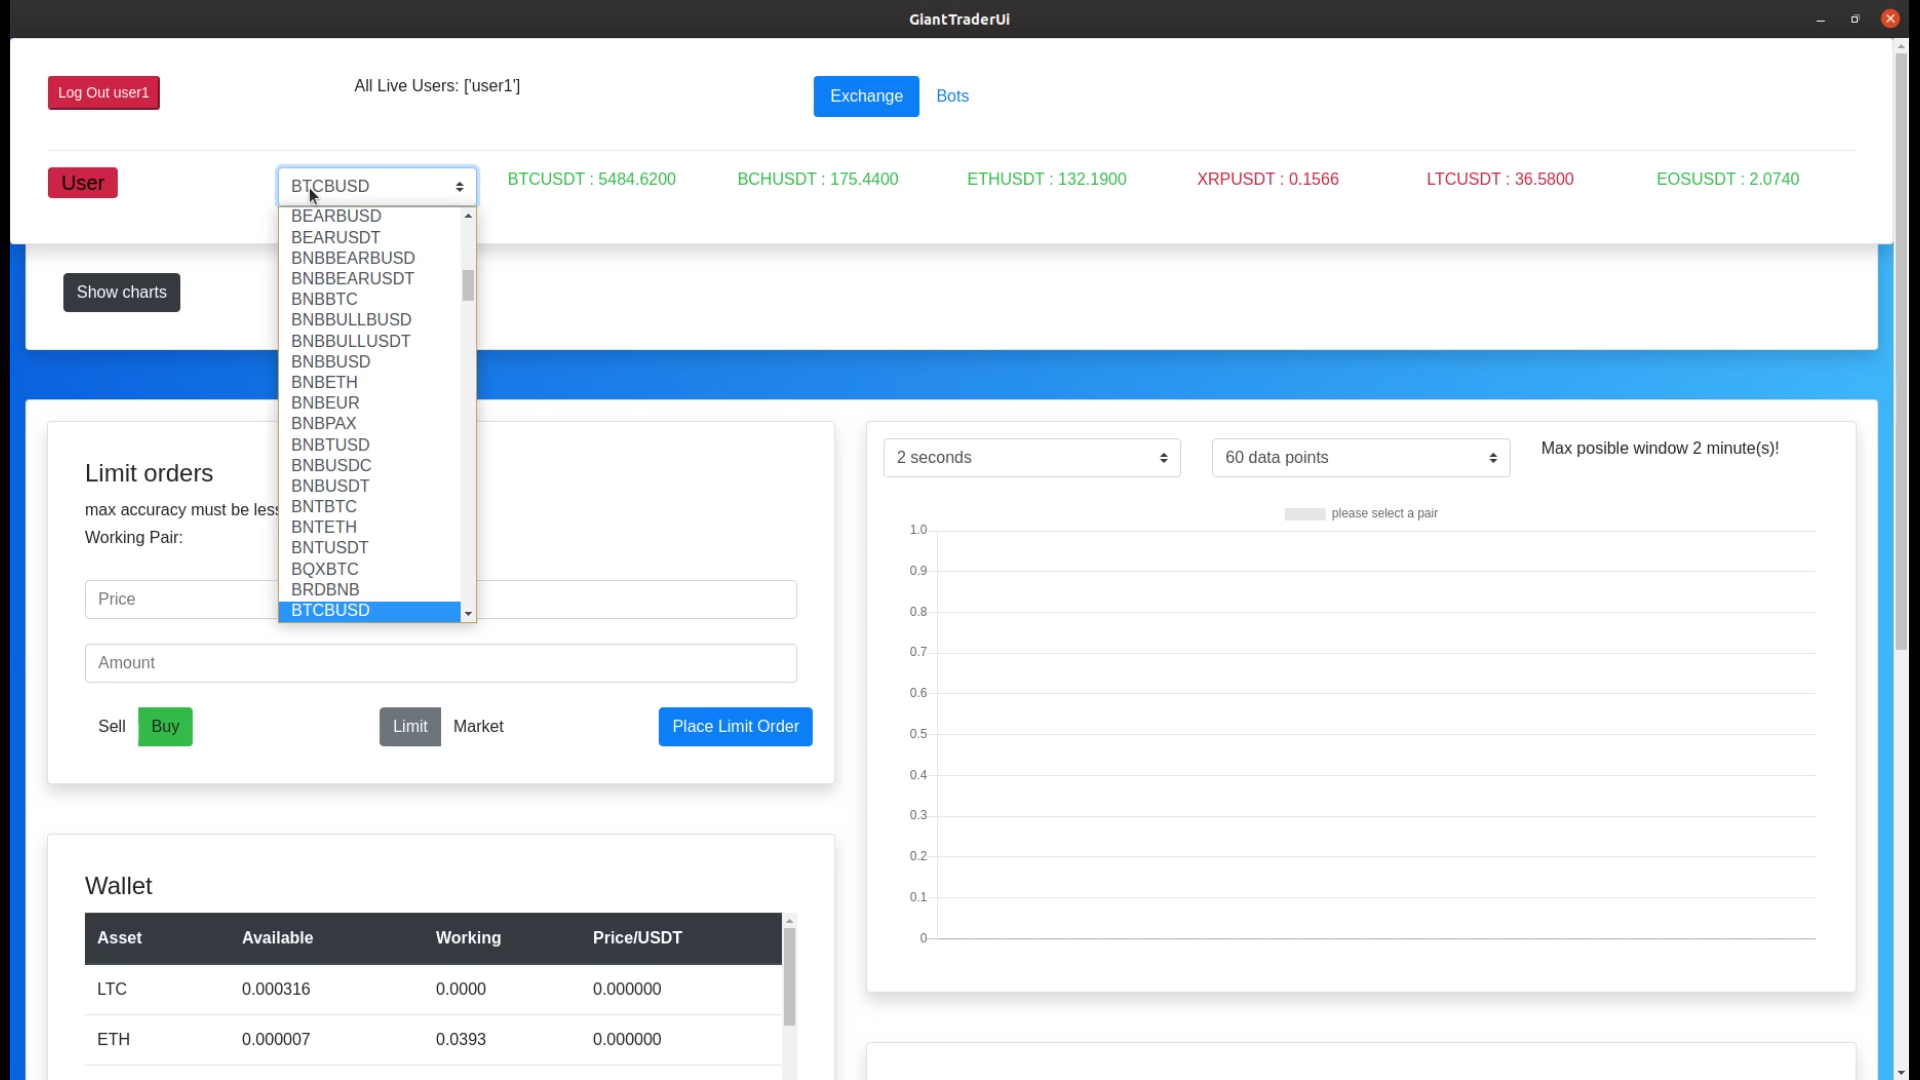 GiantTraderUi
Log Out user1
All Live Users: ['user1']
Exchange
Bots
User
BTCBUSD
BTCUSDT : 5484.6200
BCHUSDT : 175.4400
ETHUSDT : 132.1900
XRPUSDT : 0.1566
LTCUSDT : 36.5800
EOSUSDT : 2.0740
BEARBUSD
BEARUSDT
BNBBEARBUSD
BNBBEARUSDT
BNBBTC
BNBBULLBUSD
BNBBULLUSDT
BNBBUSD
BNBETH
BNBEUR
BNBPAX
BNBTUSD
BNBUSDC
BNBUSDT
BNTBTC
BNTETH
BNTUSDT
BQXBTC
BRDBNB
BTCBUSD
Show charts
Limit orders
max accuracy must be less
Working Pair:
Price
Amount
Sell
Buy
Limit
Market
Place Limit Order
2 seconds
60 data points
Max posible window 2 minute(s)!
please select a pair
1.0
0.9
0.8
0.7
0.6
0.5
0.4
0.3
0.2
0.1
0
Wallet
Asset Available Working Price/USDT
LTC 0.000316 0.0000 0.000000
ETH 0.000007 0.0393 0.000000